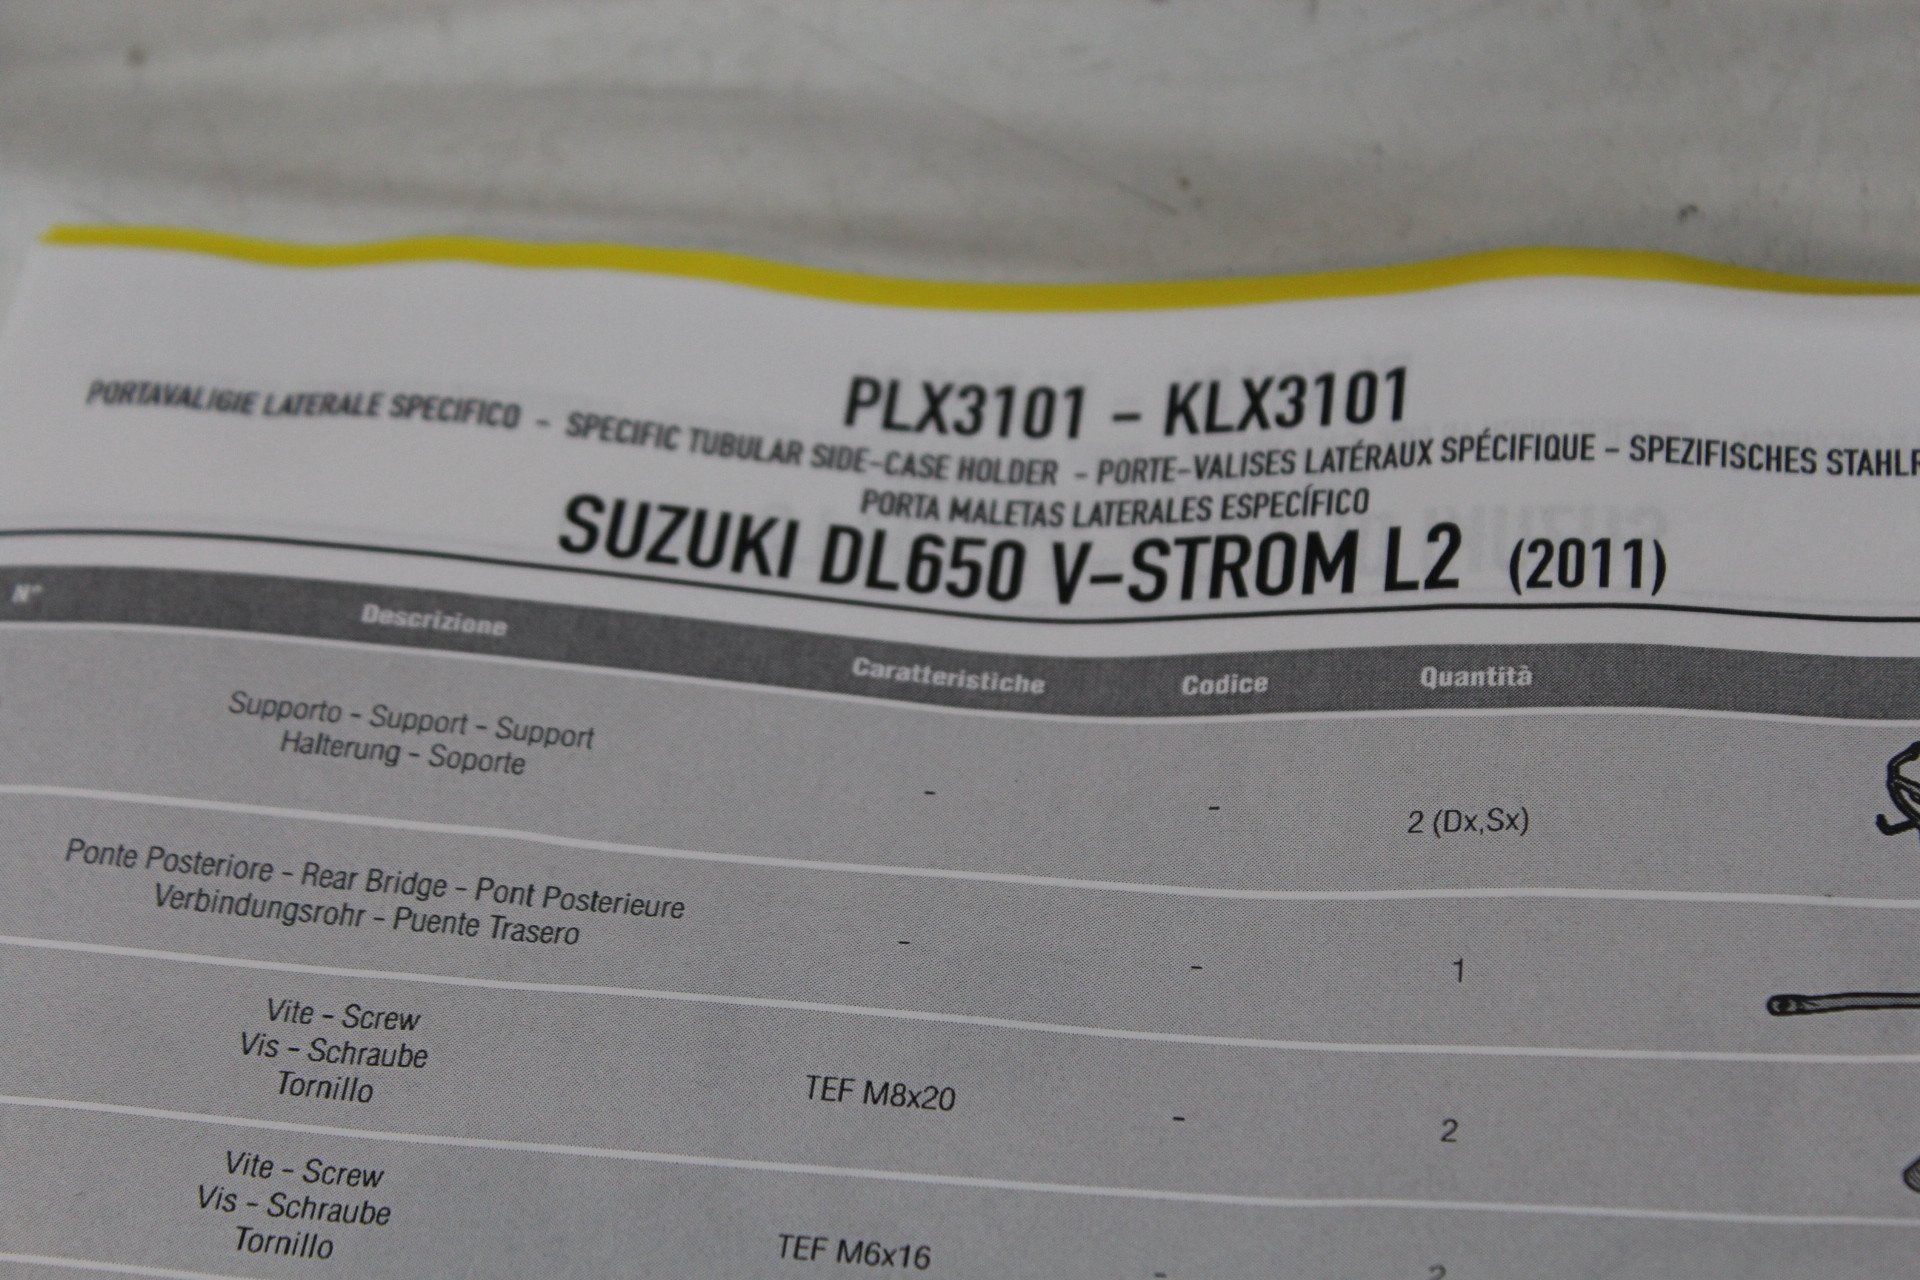 PLX3101 - KLX3101
PORTAVALIGIE LATERALE SPECIFICO - SPECIFIC TUBULAR SIDE-CASE HOLDER - PORTE-VALISES LATÉRAUX SPÉCIFIQUE - SPEZIFISCHES
PORTA MALETAS LATERALES ESPECÍFICO
SUZUKI DL650 V-STROM L2 (2011)
N° Descrizione Caratteristiche Codice Quantità
Supporto - Support - Support
Halterung - Soporte
- - 2 (Dx,Sx)
Ponte Posteriore - Rear Bridge - Pont Posterieure
Verbindungsrohr - Puente Trasero
- - 1
Vite - Screw
Vis - Schraube
Tornillo
TEF M8x20 - 2
Vite - Screw
Vis - Schraube
Tornillo
TEF M6x16 -